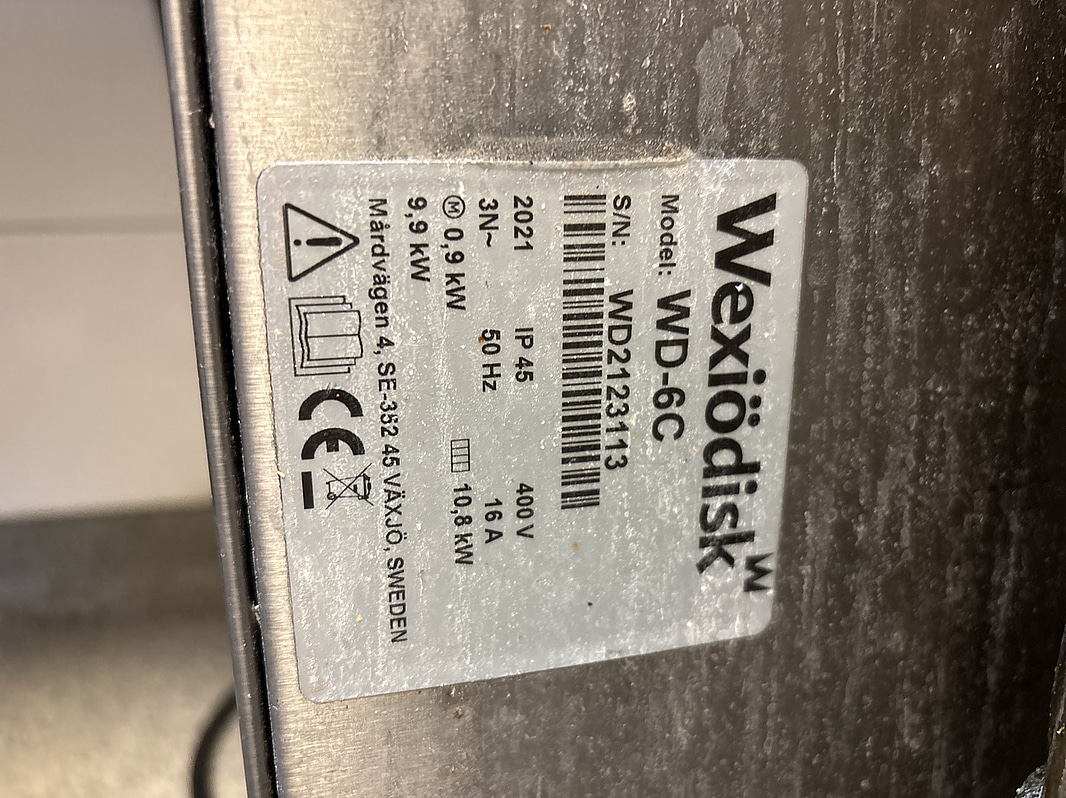 Wexiödisk
Model: WD-6C
S/N: WD2123113
2021 IP 45 400 V
3N~ 50 Hz 16 A
M 0,9 kW 10,8 kW
9,9 kW
Mårdvägen 4, SE-352 45 VÄXJÖ, SWEDEN
CE